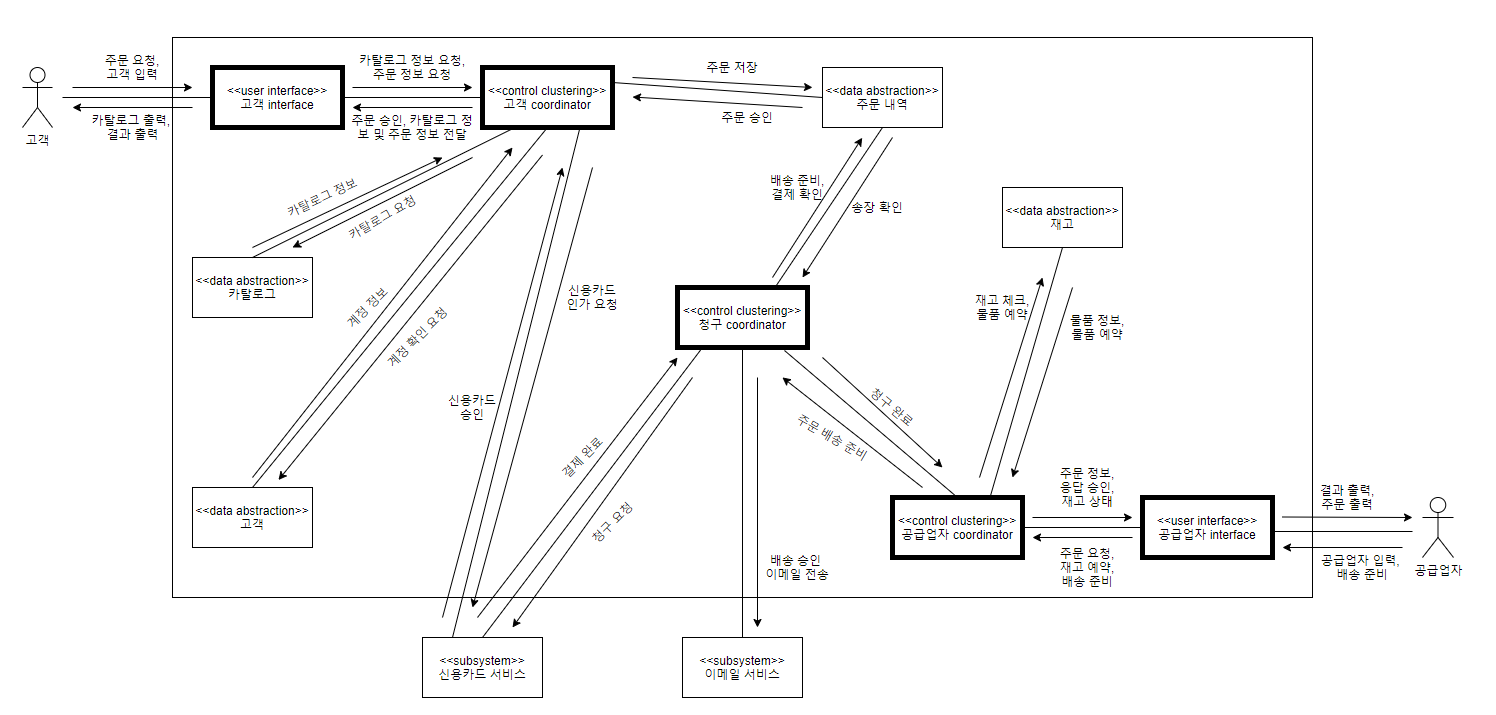 주문 요청,
고객 입력
카탈로그 출력,
결과 출력
고객
<<user interface>>
고객 interface
카탈로그 정보 요청,
주문 정보 요청
주문 승인, 카탈로그 정
보 및 주문 정보 전달
<<control clustering>>
고객 coordinator
주문 저장
주문 승인
<<data abstraction>>
주문 내역
카탈로그 정보
카탈로그 요청
<<data abstraction>>
카탈로그
배송 준비,
결제 확인
송장 확인
<<data abstraction>>
재고
계정 정보
계정 확인 요청
신용카드
인가 요청
<<control clustering>>
청구 coordinator
재고 체크,
물품 예약
물품 정보,
물품 예약
신용카드
승인
청구 완료
주문 배송 준비
결제 완료
청구 요청
<<data abstraction>>
고객
<<control clustering>>
공급업자 coordinator
주문 정보,
응답 승인,
재고 상태
주문 요청,
재고 예약,
배송 준비
<<user interface>>
공급업자 interface
결과 출력,
주문 출력
공급업자 입력,
배송 준비
공급업자
배송 승인
이메일 전송
<<subsystem>>
신용카드 서비스
<<subsystem>>
이메일 서비스